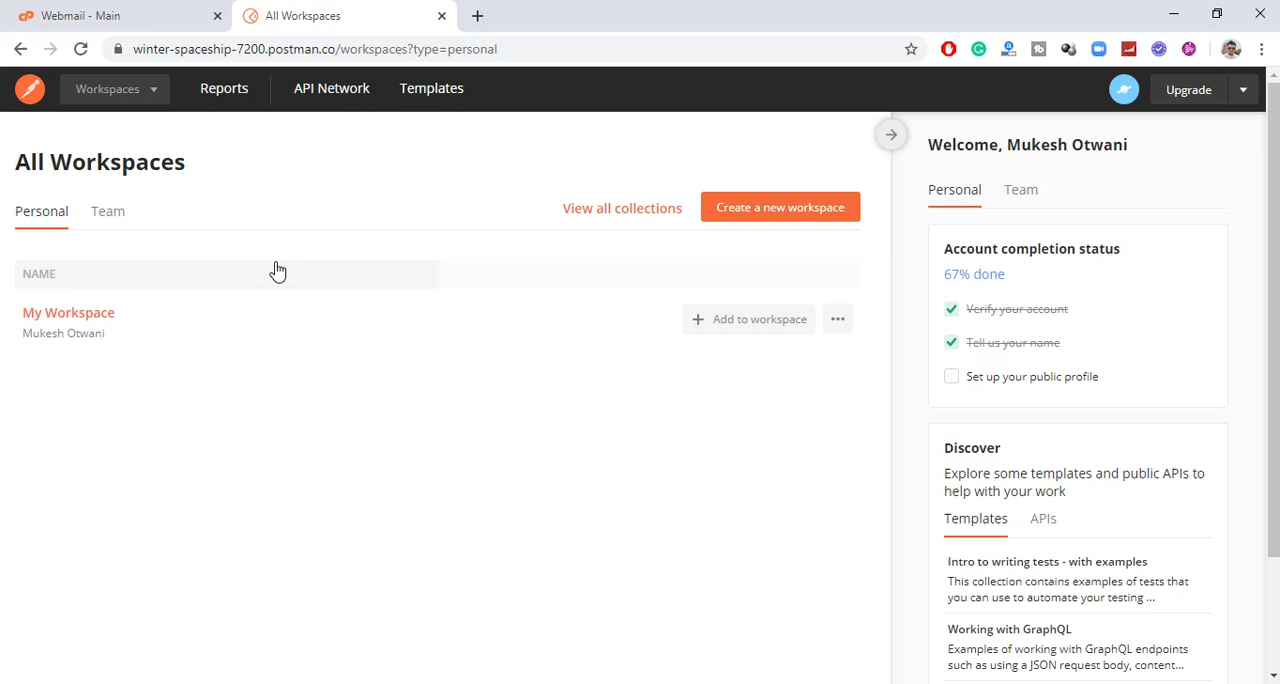 Webmail - Main
All Workspaces
winter-spaceship-7200.postman.co/workspaces?type=personal
Workspaces
Reports
API Network
Templates
Upgrade
All Workspaces
Personal
Team
View all collections
Create a new workspace
NAME
My Workspace
Mukesh Otwani
Add to workspace
Welcome, Mukesh Otwani
Personal
Team
Account completion status
67% done
Verify your account
Tell us your name
Set up your public profile
Discover
Explore some templates and public APIs to
help with your work
Templates
APIs
Intro to writing tests - with examples
This collection contains examples of tests that
you can use to automate your testing ...
Working with GraphQL
Examples of working with GraphQL endpoints
such as using a JSON request body, content...